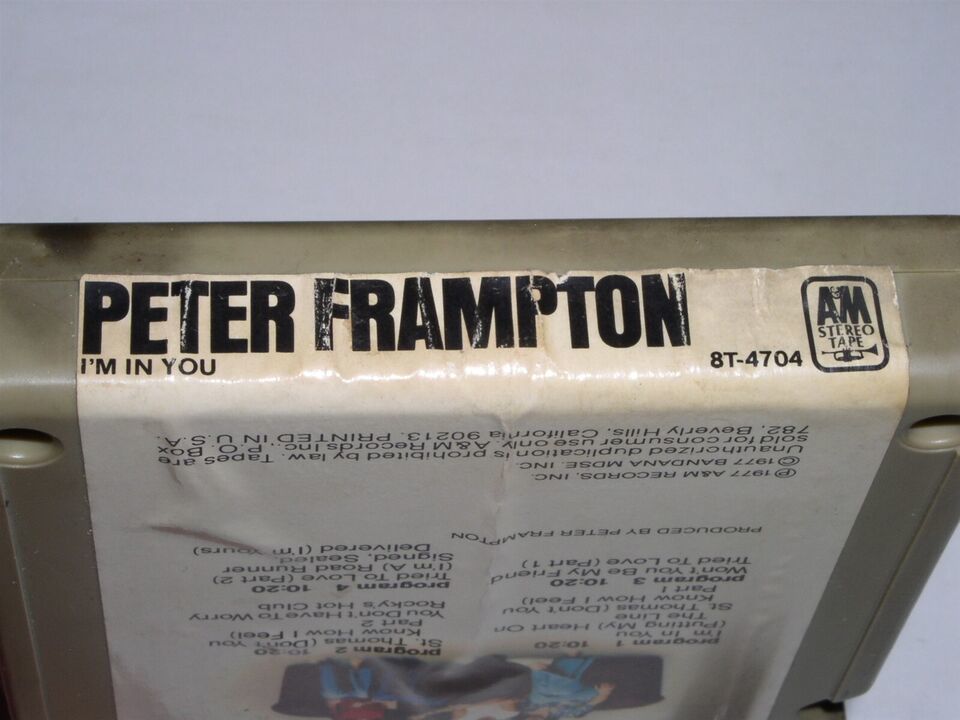 PETER FRAMPTON
I'M IN YOU
8T-4704
A&M
STEREO
TAPE
program 1 10:20
I'm In You
(Putting My) Heart On
The Line
St. Thomas (Don't You
Know How I Feel)
Part 1
program 3 10:20
Won't You Be My Friend
Tried To Love (Part 1)
program 2 10:20
St. Thomas (Don't You
Know How I Feel)
Part 2
You Don't Have To Worry
Rocky's Hot Club
program 4 10:20
Tried To Love (Part 2)
(I'm A) Road Runner
Signed, Sealed
Delivered (I'm Yours)
PRODUCED BY PETER FRAMPTON
℗1977 A&M RECORDS, INC.
©1977 BANDANA MDSE. INC.
Unauthorized duplication is prohibited by law. Tapes are
sold for consumer use only. A&M Records Inc., P.O. Box
782, Beverly Hills, California 90213. PRINTED IN U.S.A.